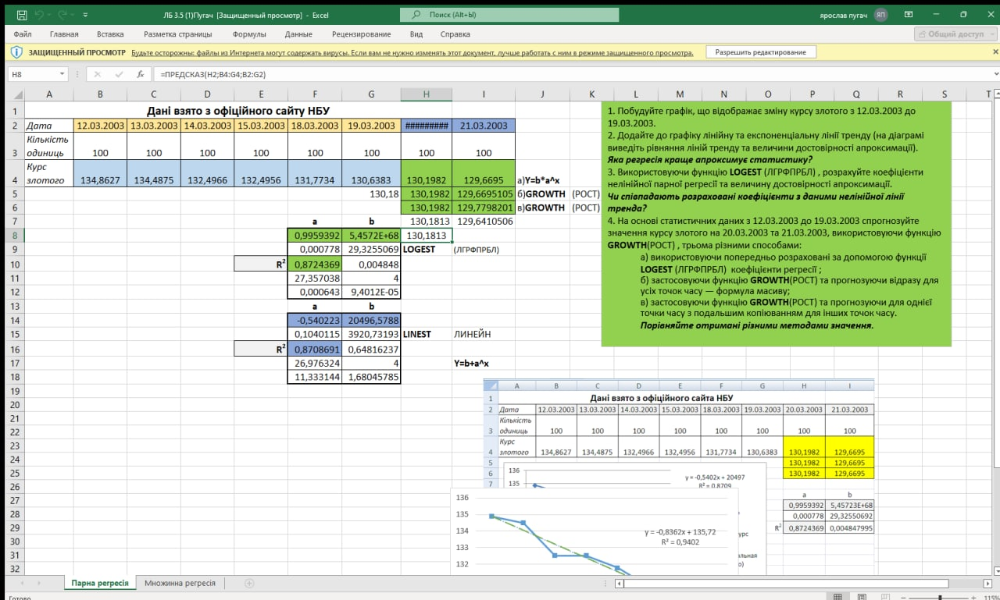 ЛБ 3.5 (1)Пугач [Защищенный просмотр] - Excel
Поиск (Alt+Ы)
ярослав пугач
ЯП
Файл Главная Вставка Разметка страницы Формулы Данные Рецензирование Вид Справка
Общий доступ
ЗАЩИЩЕННЫЙ ПРОСМОТР Будьте осторожны: файлы из Интернета могут содержать вирусы. Если вам не нужно изменять этот документ, лучше работать с ним в режиме защищенного просмотра.
Разрешить редактирование
H8 fx =ПРЕДСКАЗ(H2;B4:G4;B2:G2)
A B C D E F G H I J K L M N O P Q R S T
1 Дані взято з офіційного сайту НБУ
2 Дата 12.03.2003 13.03.2003 14.03.2003 15.03.2003 18.03.2003 19.03.2003 ######### 21.03.2003
Кількість
3 одиниць 100 100 100 100 100 100 100 100
Курс
4 злотого 134,8627 134,4875 132,4966 132,4956 131,7734 130,6383 130,1982 129,6695 а)Y=b*a^x
5 130,18 130,1982 129,6695105 б)GROWTH (РОСТ)
6 130,1982 129,7798201 в)GROWTH (РОСТ)
7 a b 130,1813 129,6410506
8 0,9959392 5,4572E+68 130,1813
9 0,000778 29,3255069 LOGEST (ЛГРФПРБЛ)
10 R² 0,8724369 0,004848
11 27,357038 4
12 0,000643 9,4012E-05
13 a b
14 -0,540223 20496,5788
15 0,1040115 3920,73193 LINEST ЛИНЕЙН
16 R² 0,8708691 0,64816237
17 26,976324 4 Y=b+a^x
18 11,333144 1,68045785
19
20
21
22
23
24
25
26
27
28
29
30
31
32
1. Побудуйте графік, що відображає зміну курсу злотого з 12.03.2003 до
19.03.2003.
2. Додайте до графіку лінійну та експоненціальну лінії тренду (на діаграмі
виведіть рівняння ліній тренду та величини достовірності апроксимації).
Яка регресія краще апроксимує статистику?
3. Використовуючи функцію LOGEST (ЛГРФПРБЛ) , розрахуйте коефіцієнти
нелінійної парної регресії та величину достовірності апроксимації.
Чи співпадають розраховані коефіцієнти з даними нелінійної лінії
тренда?
4. На основі статистичних даних з 12.03.2003 до 19.03.2003 спрогнозуйте
значення курсу злотого на 20.03.2003 та 21.03.2003, використовуючи функцію
GROWTH(РОСТ) , трьома різними способами:
а) використовуючи попередньо розраховані за допомогою функції
LOGEST (ЛГРФПРБЛ) коефіцієнти регресії ;
б) застосовуючи функцію GROWTH(РОСТ) та прогнозуючи відразу для
усіх точок часу — формула масиву;
в) застосовуючи функцію GROWTH(РОСТ) та прогнозуючи для однієї
точки часу з подальшим копіюванням для інших точок часу.
Порівняйте отримані різними методами значення.
A B C D E F G H I
1 Дані взято з офіційного сайта НБУ
2 Дата 12.03.2003 13.03.2003 14.03.2003 15.03.2003 18.03.2003 19.03.2003 20.03.2003 21.03.2003
Кількість
3 одиниць 100 100 100 100 100 100 100 100
Курс
4 злотого 134,8627 134,4875 132,4966 132,4956 131,7734 130,6383 130,1982 129,6695
5 130,1982 129,6695
6 130,1982 129,6695
7
136
135
y = -0,5402x + 20497
R² = 0,8709
a b
0,9959392 5,45723E+68
0,000778 29,32550692
R² 0,8724369 0,004847995
урс
альная
о)
136
135
134
133
132
y = -0,8362x + 135,72
R² = 0,9402
Парна регресія Множинна регресія
Готово
115%